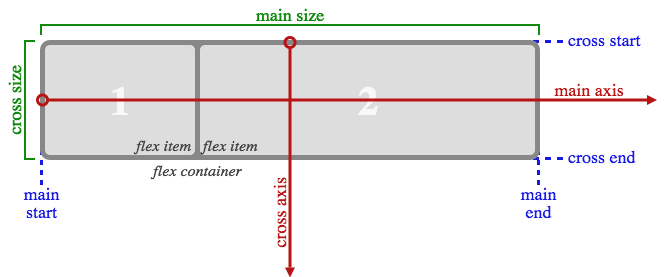 main size
cross start
cross size
1
2
main axis
flex item
flex item
cross end
flex container
main
start
cross axis
main
end